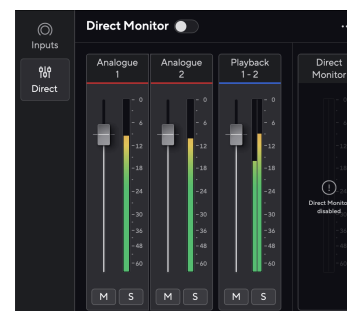 Direct Monitor
Inputs
Direct
Analogue
1
Analogue
2
Playback
1 - 2
Direct
Monitor
0
6
-12
-18
-24
-30
-36
-48
-60
0
6
-12
-18
-24
-30
-36
-48
-60
0
6
-12
-18
-24
-30
-36
-48
-60
Direct Monitor
disabled
M S
M S
M S